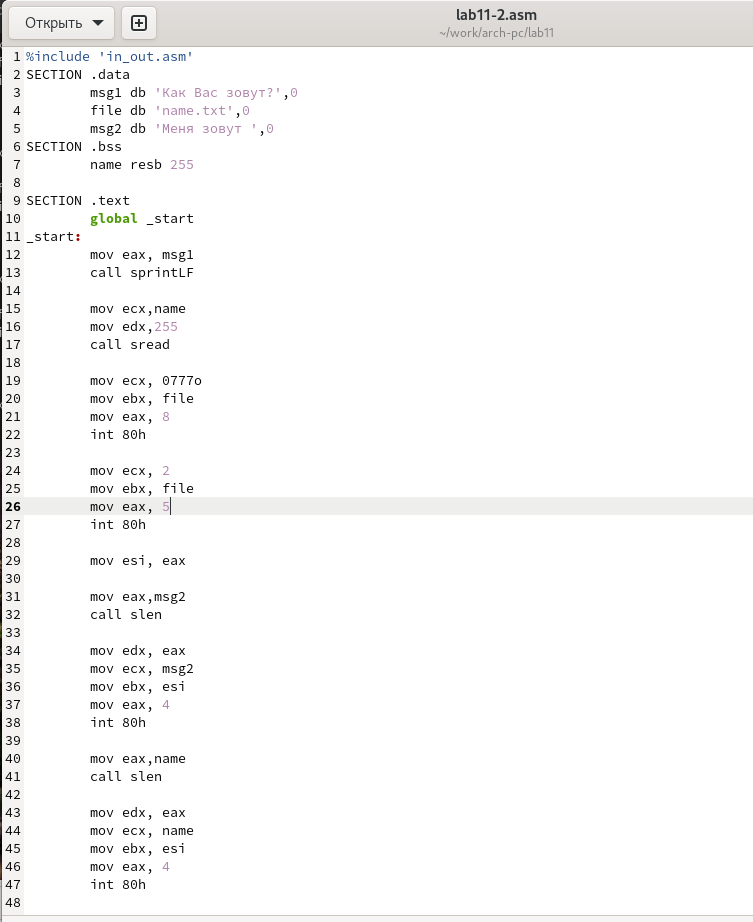 Открыть
lab11-2.asm
~/work/arch-pc/lab11
1 %include 'in_out.asm'
2 SECTION .data
3 msg1 db 'Как Вас зовут?',0
4 file db 'name.txt',0
5 msg2 db 'Меня зовут ',0
6 SECTION .bss
7 name resb 255
8
9 SECTION .text
10 global _start
11 _start:
12 mov eax, msg1
13 call sprintLF
14
15 mov ecx,name
16 mov edx,255
17 call sread
18
19 mov ecx, 0777o
20 mov ebx, file
21 mov eax, 8
22 int 80h
23
24 mov ecx, 2
25 mov ebx, file
26 mov eax, 5
27 int 80h
28
29 mov esi, eax
30
31 mov eax,msg2
32 call slen
33
34 mov edx, eax
35 mov ecx, msg2
36 mov ebx, esi
37 mov eax, 4
38 int 80h
39
40 mov eax,name
41 call slen
42
43 mov edx, eax
44 mov ecx, name
45 mov ebx, esi
46 mov eax, 4
47 int 80h
48